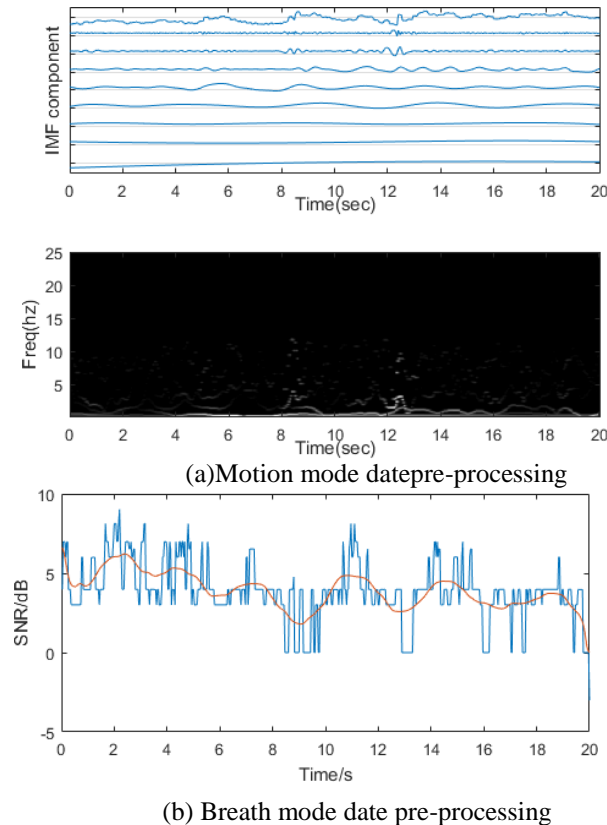 IMF component
0 2 4 6 8 10 12 14 16 18 20
Time(sec)
Freq(hz)
25
20
15
10
5
0 2 4 6 8 10 12 14 16 18 20
Time(sec)
(a)Motion mode datepre-processing
SNR/dB
10
5
0
-5
0 2 4 6 8 10 12 14 16 18 20
Time/s
(b) Breath mode date pre-processing